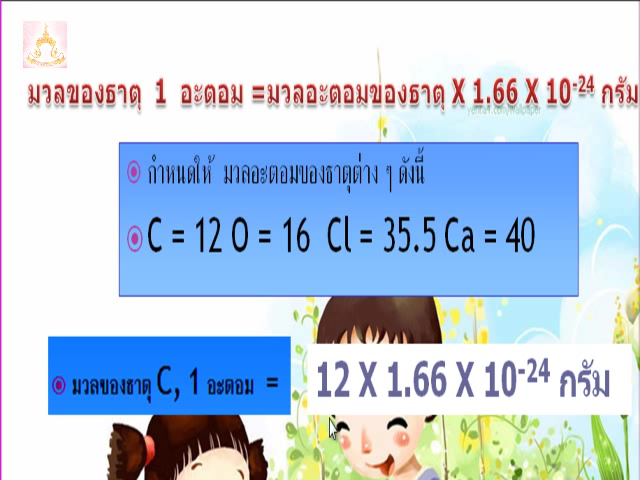 มวลของธาตุ 1 อะตอม =มวลอะตอมของธาตุ X 1.66 X 10-24 กรัม
กำหนดให้ มวลอะตอมของธาตุต่าง ๆ ดังนี้
C = 12 O = 16 Cl = 35.5 Ca = 40
มวลของธาตุ C, 1 อะตอม = 12 X 1.66 X 10-24 กรัม